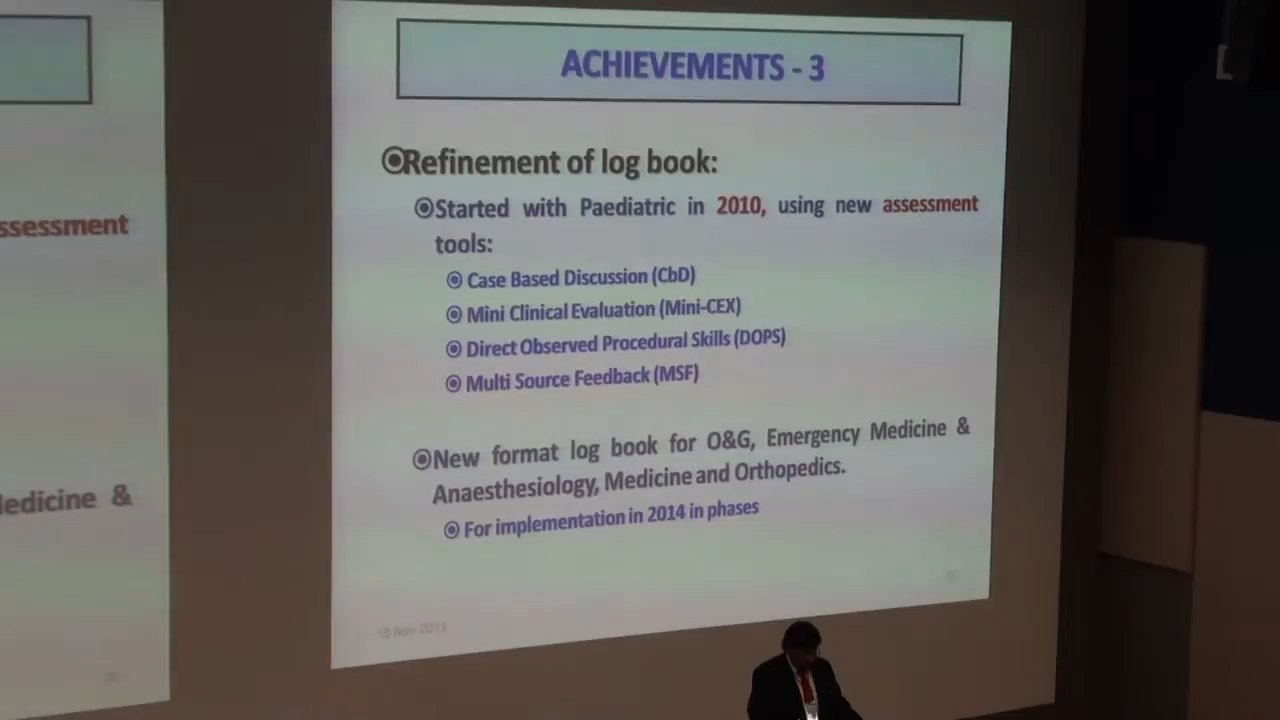 ACHIEVEMENTS - 3
Refinement of log book:
Started with Paediatric in 2010, using new assessment
tools:
Case Based Discussion (CbD)
Mini Clinical Evaluation (Mini-CEX)
Direct Observed Procedural Skills (DOPS)
Multi Source Feedback (MSF)
New format log book for O&G, Emergency Medicine &
Anaesthesiology, Medicine and Orthopedics.
For implementation in 2014 in phases
Nov 2013
ssessment
edicine &